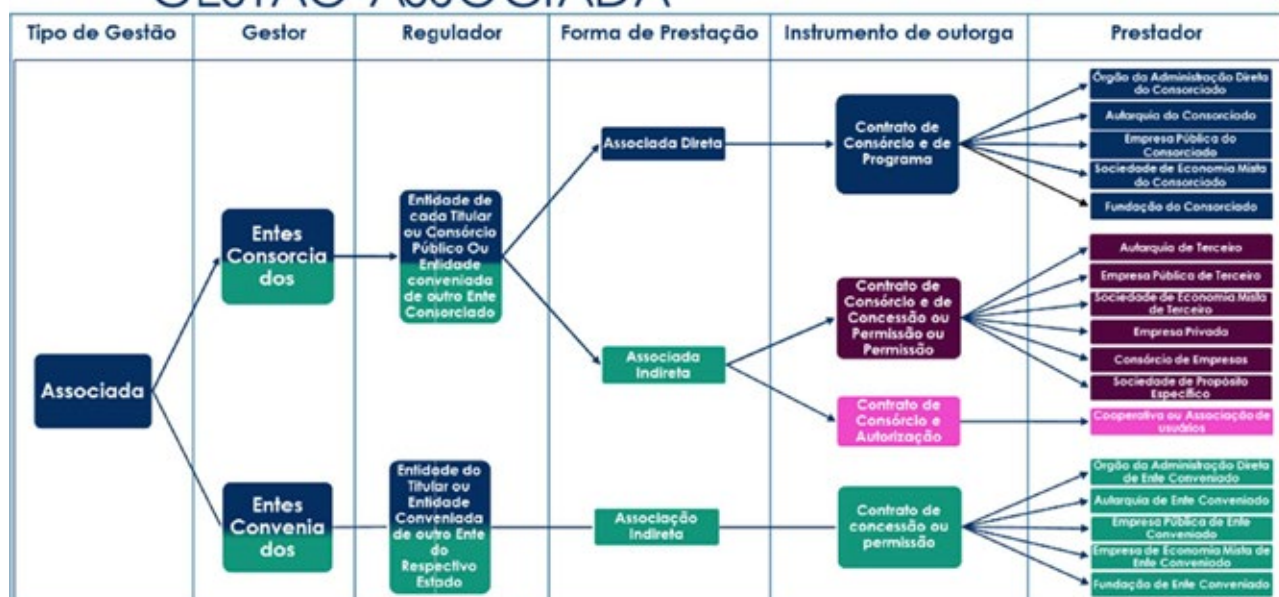 GESTÃO ASSOCIADA
Tipo de Gestão
Gestor
Regulador
Forma de Prestação
Instrumento de outorga
Prestador
Associada
Entes
Consorcia
dos
Entidade de
cada Titular
ou Consórcio
Público Ou
Entidade
conveniada
de outro Ente
Consorciado
Associada Direta
Contrato de
Consórcio e de
Programa
Órgão da Administração Direta
do Consorciado
Autarquia do Consorciado
Empresa Pública do
Consorciado
Sociedade de Economia Mista
do Consorciado
Fundação do Consorciado
Associada
Indireta
Contrato de
Consórcio e de
Concessão ou
Permissão ou
Permissão
Autarquia de Terceiro
Empresa Pública de Terceiro
Sociedade de Economia Mista
de Terceiro
Empresa Privada
Consórcio de Empresas
Sociedade de Propósito
Específico
Contrato de
Consórcio e
Autorização
Cooperativa ou Associação de
usuários
Entes
Convenia
dos
Entidade do
Titular ou
Entidade
Conveniada
de outro Ente
do
Respectivo
Estado
Associação
Indireta
Contrato de
concessão ou
permissão
Órgão da Administração Direta
de Ente Conveniado
Autarquia de Ente Conveniado
Empresa Pública de Ente
Conveniado
Empresa de Economia Mista de
Ente Conveniado
Fundação de Ente Conveniado